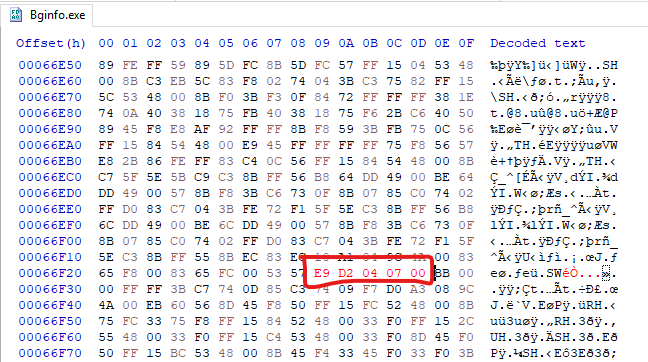 Bginfo.exe
Offset(h) 00 01 02 03 04 05 06 07 08 09 0A 0B 0C 0D 0E 0F Decoded text
00066E50 89 FE FF 59 89 5D FC 8B 5D FC 57 FF 15 04 53 48 ‰þÿY‰]ü‹]üWÿ..SH
00066E60 00 8B C3 EB 5C 83 F8 02 74 04 3B C3 75 82 FF 15 .‹Ãë\ƒø.t.;Ãu‚ÿ.
00066E70 5C 53 48 00 8B F0 3B F3 0F 84 72 FF FF FF 38 1E \SH.‹ð;ó.„rÿÿÿ8.
00066E80 74 0A 40 38 18 75 FB 40 38 18 75 F6 2B C6 40 50 t.@8.uû@8.uö+Æ@P
00066E90 89 45 F8 E8 AF 92 FF FF 8B F8 59 3B FB 75 0C 56 ‰Eøè¯’ÿÿ‹øY;ûu.V
00066EA0 FF 15 84 54 48 00 E9 45 FF FF FF FF 75 F8 56 57 ÿ.„TH.éEÿÿÿÿuøVW
00066EB0 E8 2B 86 FE FF 83 C4 0C 56 FF 15 84 54 48 00 8B è+†þÿƒÄ.Vÿ.„TH.‹
00066EC0 C7 5F 5E 5B C9 C3 8B FF 56 B8 64 DD 49 00 BE 64 Ç_^[ÉÃ‹ÿV¸dÝI.¾d
00066ED0 DD 49 00 57 8B F8 3B C6 73 0F 8B 07 85 C0 74 02 ÝI.W‹ø;Æs.‹.…Àt.
00066EE0 FF D0 83 C7 04 3B FE 72 F1 5F 5E C3 8B FF 56 B8 ÿÐƒÇ.;þrñ_^Ã‹ÿV¸
00066EF0 6C DD 49 00 BE 6C DD 49 00 57 8B F8 3B C6 73 0F lÝI.¾lÝI.W‹ø;Æs.
00066F00 8B 07 85 C0 74 02 FF D0 83 C7 04 3B FE 72 F1 5F ‹.…Àt.ÿÐƒÇ.;þrñ_
00066F10 5E C3 8B FF 55 8B EC 83 EC 00 83 ^Ã‹ÿU‹ìƒì.¡.œJ.ƒ
00066F20 65 F8 00 83 65 FC 00 53 57 E9 D2 04 07 00 BB 00 eø.ƒeü.SWéÒ...».
00066F30 00 FF FF 3B C7 74 0D 85 C3 74 09 F7 D0 A3 08 9C .ÿÿ;Çt.…Ãt.÷Ð£.œ
00066F40 4A 00 EB 60 56 8D 45 F8 50 FF 15 FC 52 48 00 8B J.ë`V.EøPÿ.üRH.‹
00066F50 75 FC 33 75 F8 FF 15 84 52 48 00 33 F0 FF 15 2C uü3uøÿ.„RH.3ðÿ.,
00066F60 55 48 00 33 F0 FF 15 C4 53 48 00 33 F0 8D 45 F0 UH.3ðÿ.ÄSH.3ð.Eð
00066F70 50 FF 15 BC 53 48 00 8B 45 F4 33 45 F0 33 F0 3B Pÿ.¼SH.‹Eô3Eð3ð;